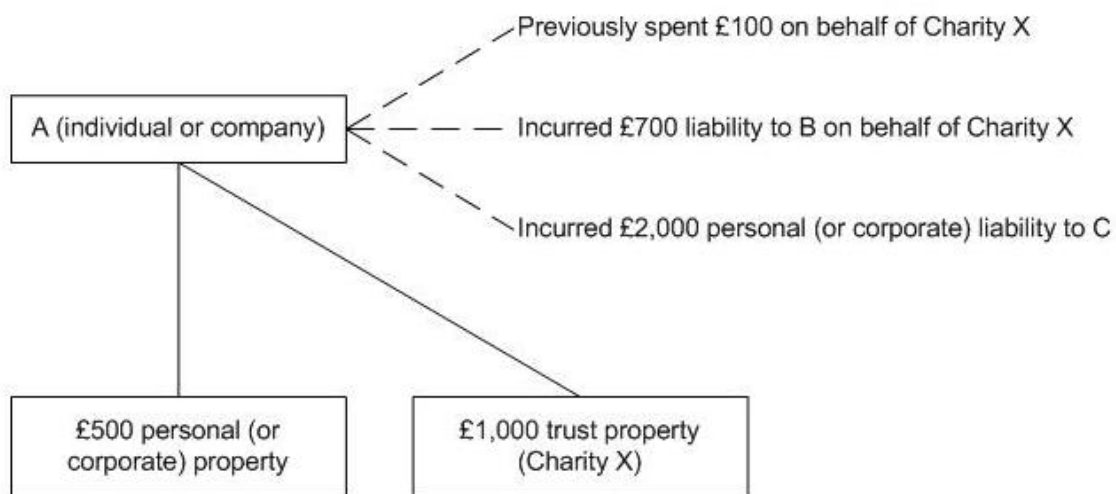 Previously spent £100 on behalf of Charity X
A (individual or company)
Incurred £700 liability to B on behalf of Charity X
Incurred £2,000 personal (or corporate) liability to C
£500 personal (or
corporate) property
£1,000 trust property
(Charity X)